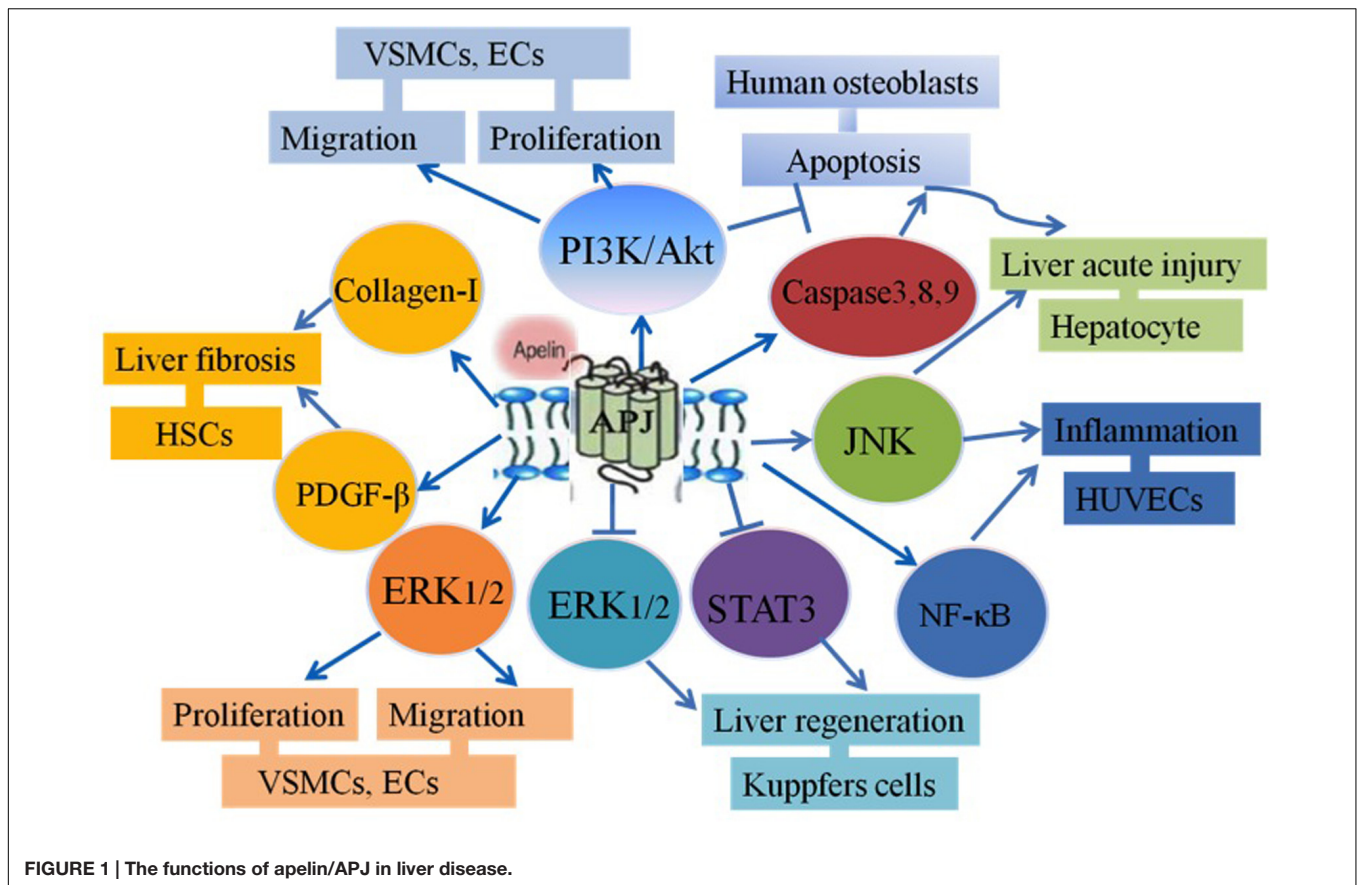 VSMCs, ECs
Migration
Proliferation
Human osteoblasts
Apoptosis
PI3K/Akt
Collagen-I
Caspase3,8,9
Liver acute injury
Hepatocyte
Liver fibrosis
HSCs
Apelin
APJ
JNK
Inflammation
HUVECs
PDGF-β
ERK1/2
ERK1/2
STAT3
NF-κB
Proliferation
Migration
VSMCs, ECs
Liver regeneration
Kuppfers cells
FIGURE 1 | The functions of apelin/APJ in liver disease.